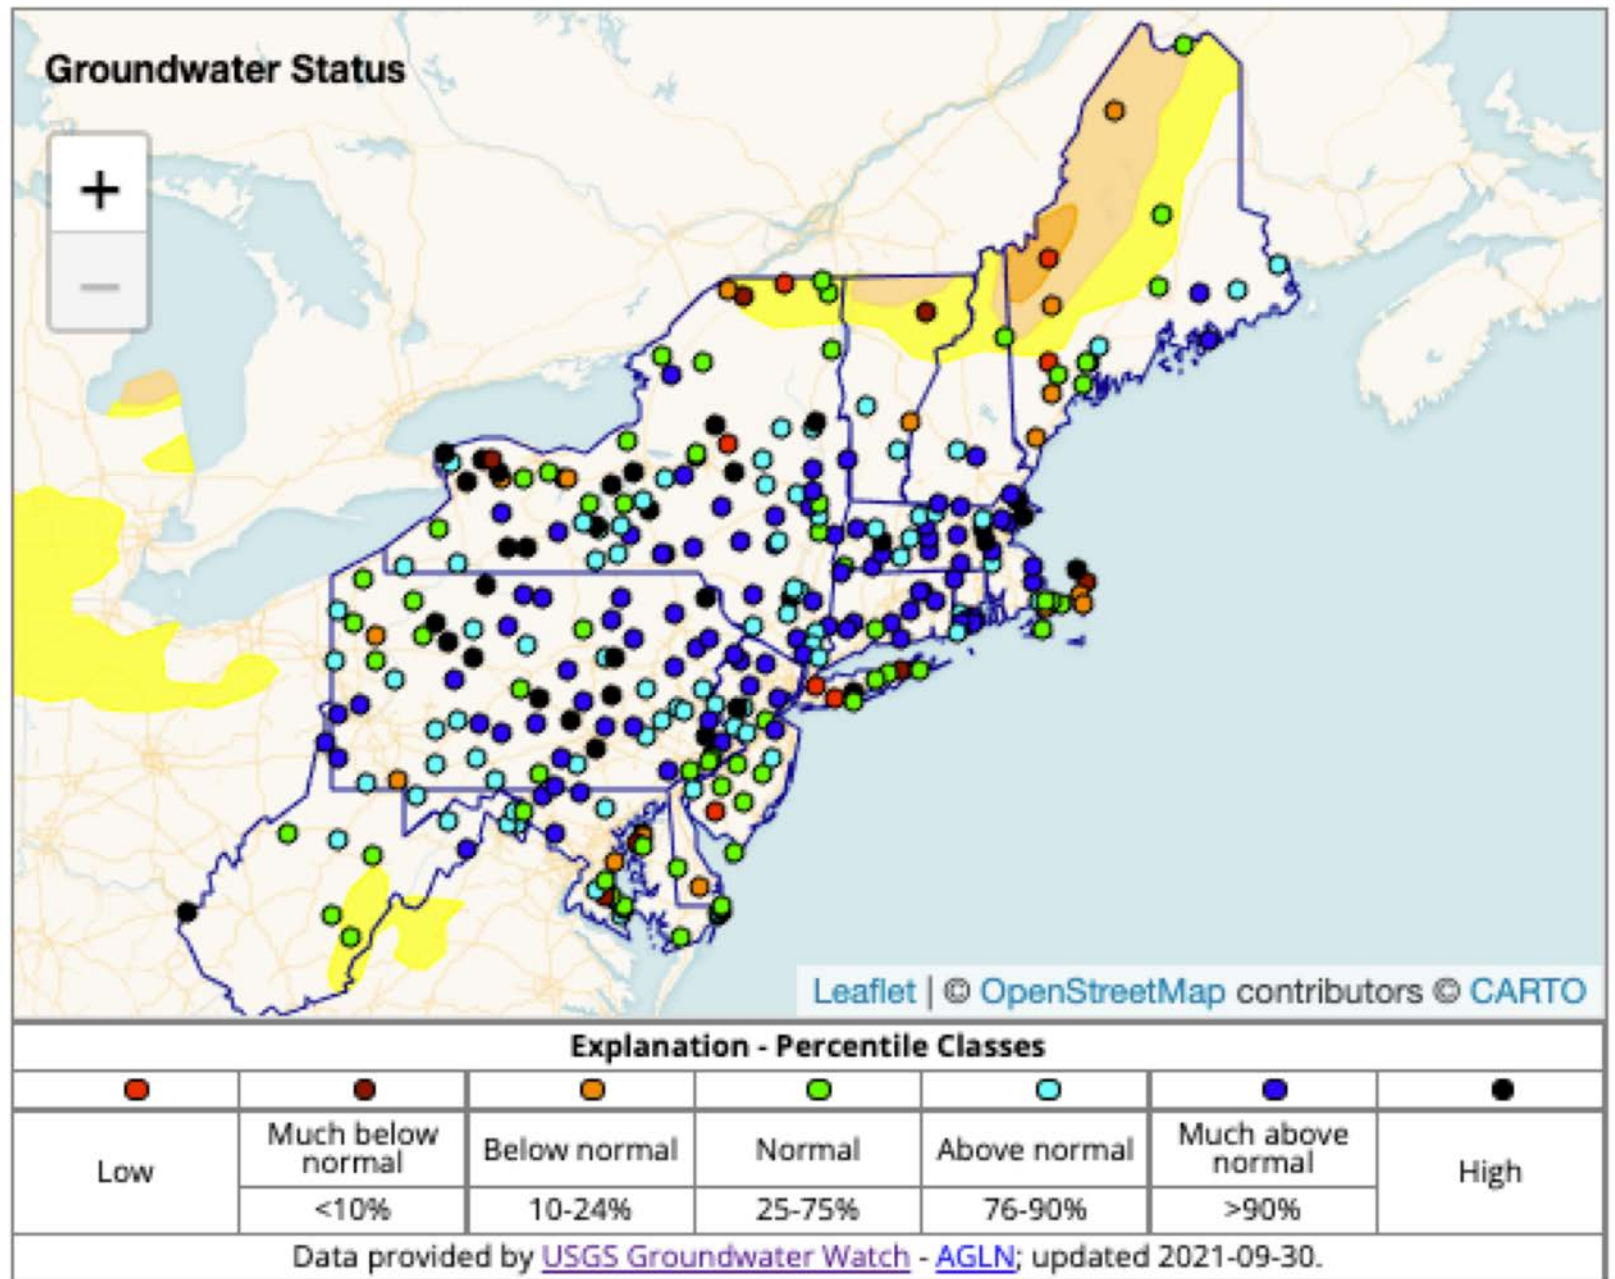 Groundwater Status
+
−
Leaflet | © OpenStreetMap contributors © CARTO
Explanation - Percentile Classes
Low
Much below normal
<10%
Below normal
10-24%
Normal
25-75%
Above normal
76-90%
Much above normal
>90%
High
Data provided by USGS Groundwater Watch - AGLN; updated 2021-09-30.